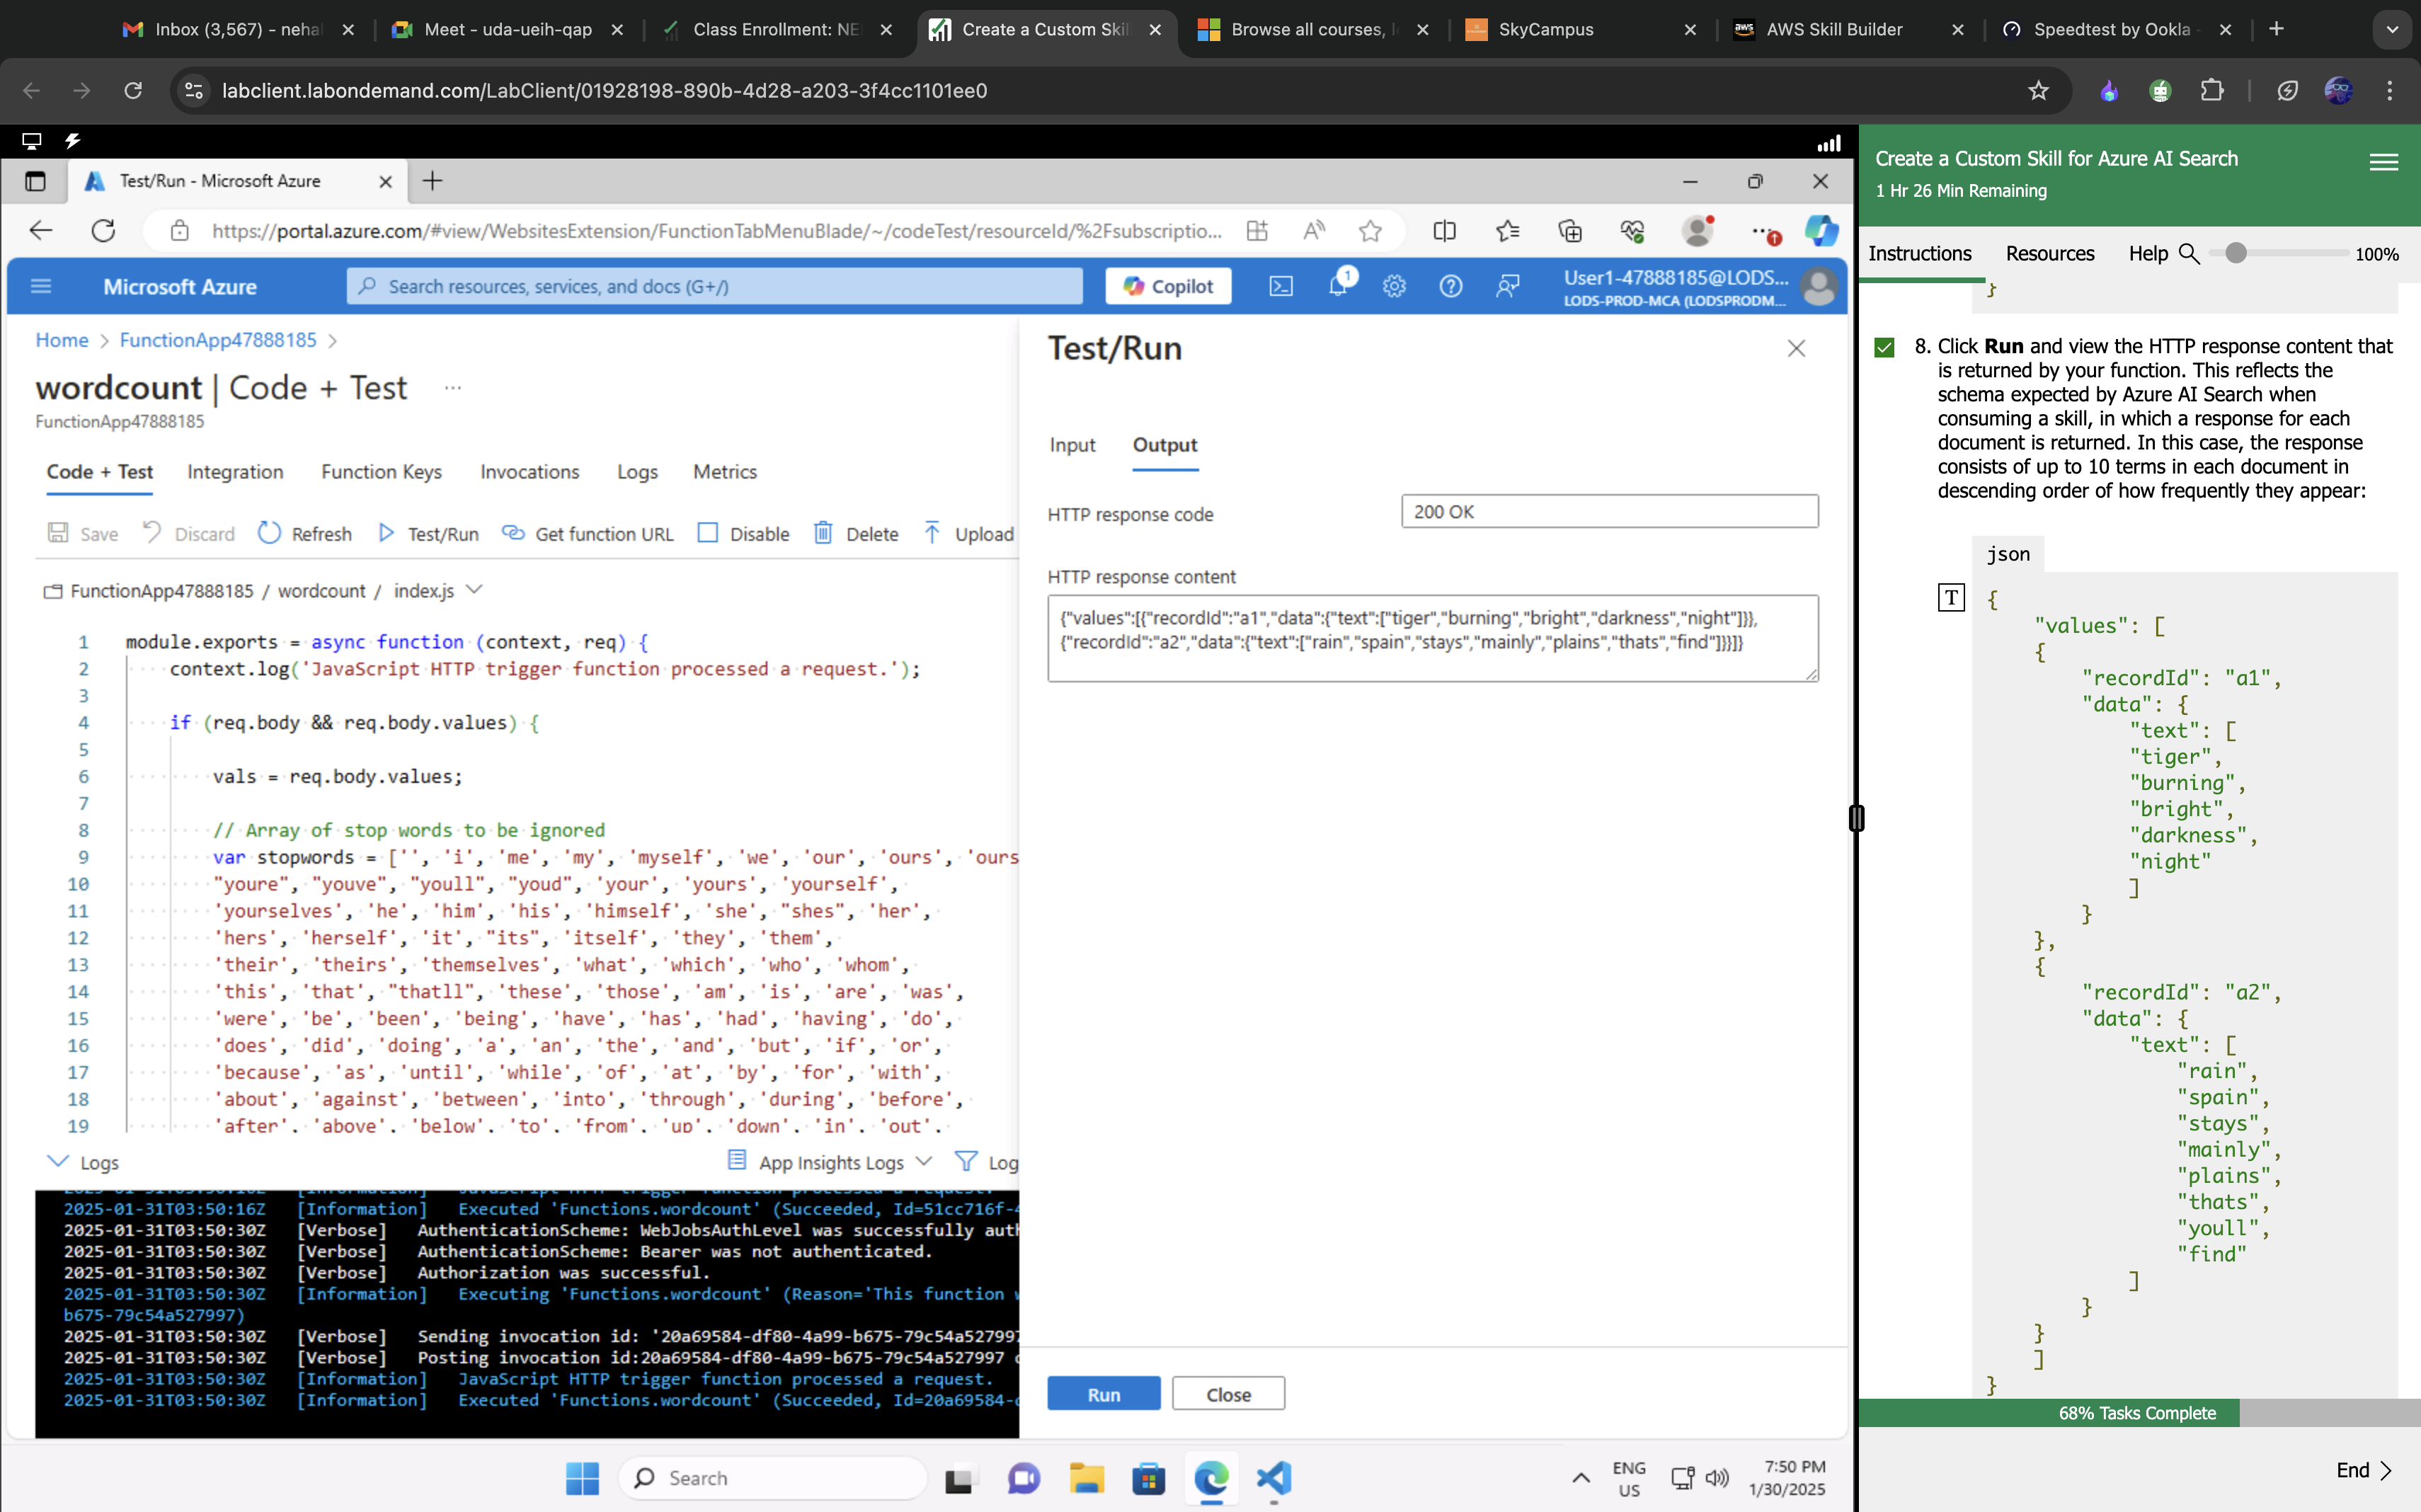 Inbox (3,567) - neha
Meet - uda-ueih-qap
Class Enrollment: NE
Create a Custom Skil
Browse all courses, l
SkyCampus
AWS Skill Builder
Speedtest by Ookla -
labclient.labondemand.com/LabClient/01928198-890b-4d28-a203-3f4cc1101ee0
Test/Run - Microsoft Azure
https://portal.azure.com/#view/WebsitesExtension/FunctionTabMenuBlade/~/codeTest/resourceId/%2Fsubscriptio...
Microsoft Azure
Search resources, services, and docs (G+/)
Copilot
1
User1-47888185@LODS...
LODS-PROD-MCA (LODSPRODM...
Home > FunctionApp47888185 >
wordcount | Code + Test ...
FunctionApp47888185
Code + Test Integration Function Keys Invocations Logs Metrics
Save Discard Refresh Test/Run Get function URL Disable Delete Upload
FunctionApp47888185 / wordcount / index.js
1 module.exports = async function (context, req) {
2 context.log('JavaScript HTTP trigger function processed a request.');
3
4 if (req.body && req.body.values) {
5
6 vals = req.body.values;
7
8 // Array of stop words to be ignored
9 var stopwords = ['', 'i', 'me', 'my', 'myself', 'we', 'our', 'ours', 'ours
10 "youre", "youve", "youll", "youd", 'your', 'yours', 'yourself',
11 'yourselves', 'he', 'him', 'his', 'himself', 'she', "shes", 'her',
12 'hers', 'herself', 'it', "its", 'itself', 'they', 'them',
13 'their', 'theirs', 'themselves', 'what', 'which', 'who', 'whom',
14 'this', 'that', "thatll", 'these', 'those', 'am', 'is', 'are', 'was',
15 'were', 'be', 'been', 'being', 'have', 'has', 'had', 'having', 'do',
16 'does', 'did', 'doing', 'a', 'an', 'the', 'and', 'but', 'if', 'or',
17 'because', 'as', 'until', 'while', 'of', 'at', 'by', 'for', 'with',
18 'about', 'against', 'between', 'into', 'through', 'during', 'before',
19 'after', 'above', 'below', 'to', 'from', 'up', 'down', 'in', 'out',
Logs App Insights Logs Log
2025-01-31T03:50:16Z [Information] JavaScript HTTP trigger function processed a request.
2025-01-31T03:50:16Z [Information] Executed 'Functions.wordcount' (Succeeded, Id=51cc716f-
2025-01-31T03:50:30Z [Verbose] AuthenticationScheme: WebJobsAuthLevel was successfully auth
2025-01-31T03:50:30Z [Verbose] AuthenticationScheme: Bearer was not authenticated.
2025-01-31T03:50:30Z [Verbose] Authorization was successful.
2025-01-31T03:50:30Z [Information] Executing 'Functions.wordcount' (Reason='This function
b675-79c54a527997)
2025-01-31T03:50:30Z [Verbose] Sending invocation id: '20a69584-df80-4a99-b675-79c54a527997
2025-01-31T03:50:30Z [Verbose] Posting invocation id:20a69584-df80-4a99-b675-79c54a527997
2025-01-31T03:50:30Z [Information] JavaScript HTTP trigger function processed a request.
2025-01-31T03:50:30Z [Information] Executed 'Functions.wordcount' (Succeeded, Id=20a69584-
Test/Run
Input Output
HTTP response code
200 OK
HTTP response content
{"values":[{"recordId":"a1","data":{"text":["tiger","burning","bright","darkness","night"]}},
{"recordId":"a2","data":{"text":["rain","spain","stays","mainly","plains","thats","find"]}}]}
Run Close
Search
ENG
US
7:50 PM
1/30/2025
Create a Custom Skill for Azure AI Search
1 Hr 26 Min Remaining
Instructions Resources Help 100%
}
8. Click Run and view the HTTP response content that
is returned by your function. This reflects the
schema expected by Azure AI Search when
consuming a skill, in which a response for each
document is returned. In this case, the response
consists of up to 10 terms in each document in
descending order of how frequently they appear:
json
T
{
"values": [
{
"recordId": "a1",
"data": {
"text": [
"tiger",
"burning",
"bright",
"darkness",
"night"
]
}
},
{
"recordId": "a2",
"data": {
"text": [
"rain",
"spain",
"stays",
"mainly",
"plains",
"thats",
"youll",
"find"
]
}
}
]
}
68% Tasks Complete
End >